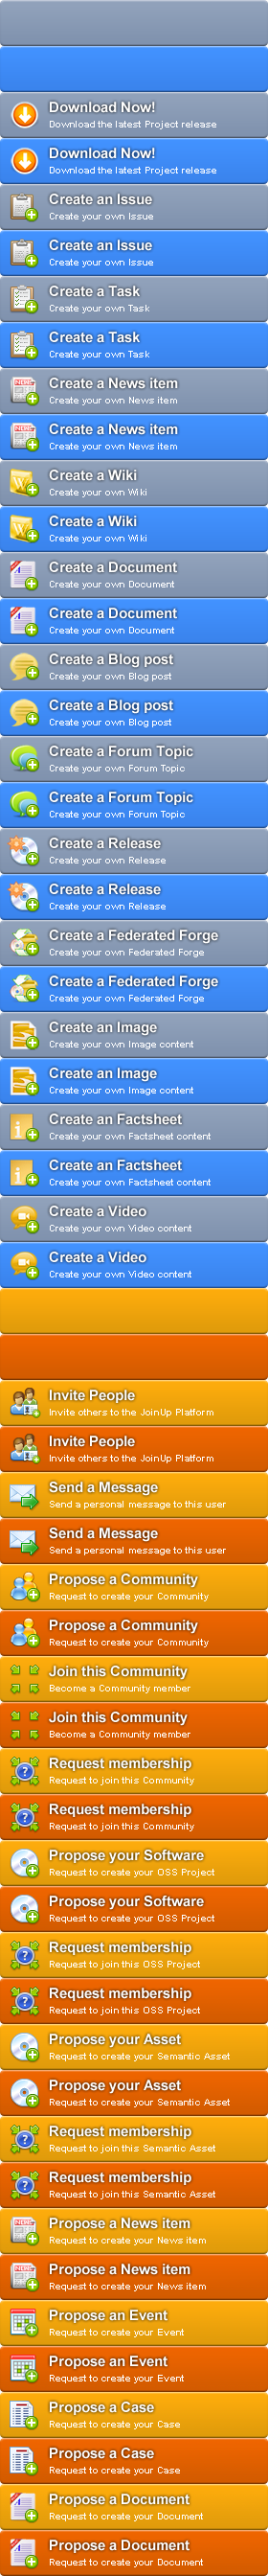 Download Now!
Download the latest Project release
Download Now!
Download the latest Project release
Create an Issue
Create your own Issue
Create an Issue
Create your own Issue
Create a Task
Create your own Task
Create a Task
Create your own Task
Create a News item
Create your own News item
Create a News item
Create your own News item
Create a Wiki
Create your own Wiki
Create a Wiki
Create your own Wiki
Create a Document
Create your own Document
Create a Document
Create your own Document
Create a Blog post
Create your own Blog post
Create a Blog post
Create your own Blog post
Create a Forum Topic
Create your own Forum Topic
Create a Forum Topic
Create your own Forum Topic
Create a Release
Create your own Release
Create a Release
Create your own Release
Create a Federated Forge
Create your own Federated Forge
Create a Federated Forge
Create your own Federated Forge
Create an Image
Create your own Image content
Create an Image
Create your own Image content
Create an Factsheet
Create your own Factsheet content
Create an Factsheet
Create your own Factsheet content
Create a Video
Create your own Video content
Create a Video
Create your own Video content
Invite People
Invite others to the JoinUp Platform
Invite People
Invite others to the JoinUp Platform
Send a Message
Send a personal message to this user
Send a Message
Send a personal message to this user
Propose a Community
Request to create your Community
Propose a Community
Request to create your Community
Join this Community
Become a Community member
Join this Community
Become a Community member
Request membership
Request to join this Community
Request membership
Request to join this Community
Propose your Software
Request to create your OSS Project
Propose your Software
Request to create your OSS Project
Request membership
Request to join this OSS Project
Request membership
Request to join this OSS Project
Propose your Asset
Request to create your Semantic Asset
Propose your Asset
Request to create your Semantic Asset
Request membership
Request to join this Semantic Asset
Request membership
Request to join this Semantic Asset
Propose a News item
Request to create your News item
Propose a News item
Request to create your News item
Propose an Event
Request to create your Event
Propose an Event
Request to create your Event
Propose a Case
Request to create your Case
Propose a Case
Request to create your Case
Propose a Document
Request to create your Document
Propose a Document
Request to create your Document